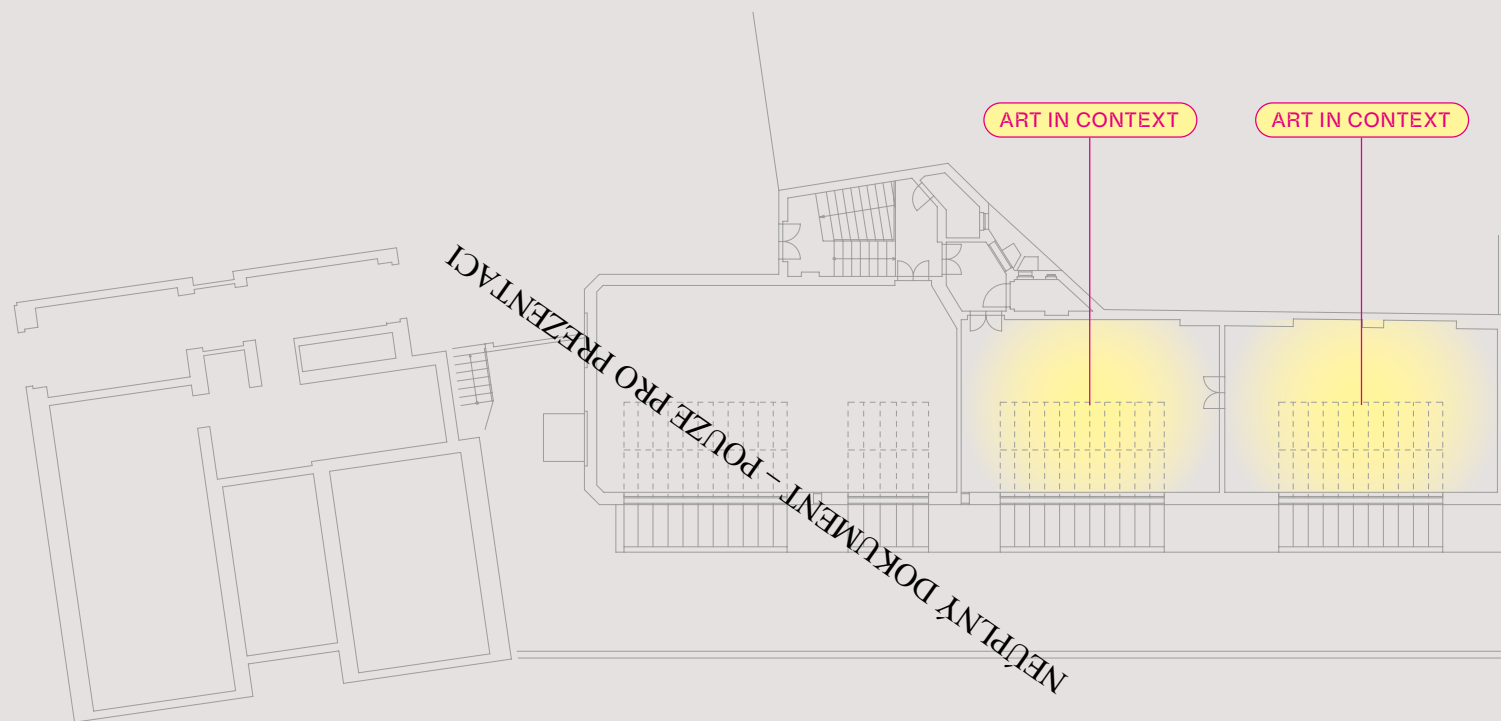 ART IN CONTEXT
ART IN CONTEXT
NEÚPLNÝ DOKUMENT – POUZE PRO PREZENTACI